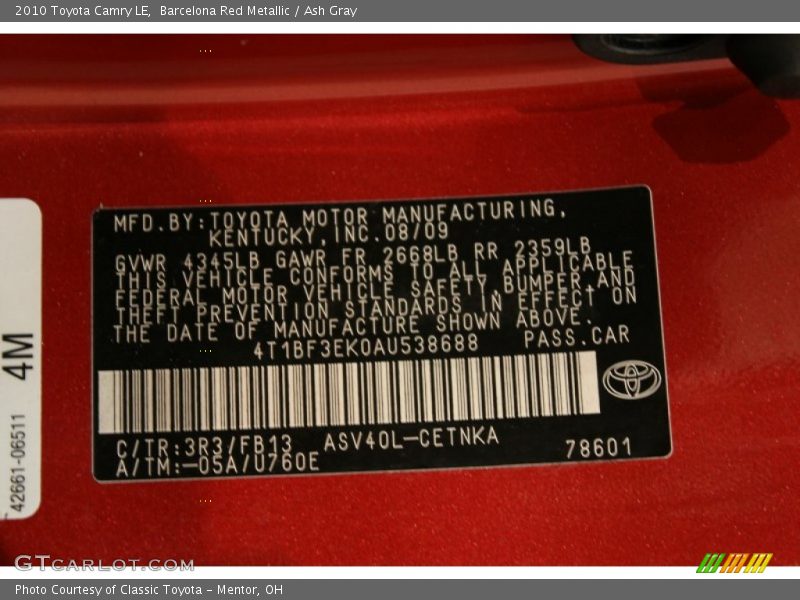 2010 Toyota Camry LE, Barcelona Red Metallic / Ash Gray
MFD.BY:TOYOTA MOTOR MANUFACTURING,
KENTUCKY,INC.08/09
GVWR 4345LB GAWR FR 2668LB RR 2359LB
THIS VEHICLE CONFORMS TO ALL APPLICABLE
FEDERAL MOTOR VEHICLE SAFETY,BUMPER,AND
THEFT PREVENTION STANDARDS IN EFFECT ON
THE DATE OF MANUFACTURE SHOWN ABOVE.
4T1BF3EK0AU538688 PASS.CAR
C/TR:3R3/FB13 ASV40L-CETNKA
A/TM:-05A/U760E 78601
4M
42661-06511
GTcarlot.com
Photo Courtesy of Classic Toyota - Mentor, OH